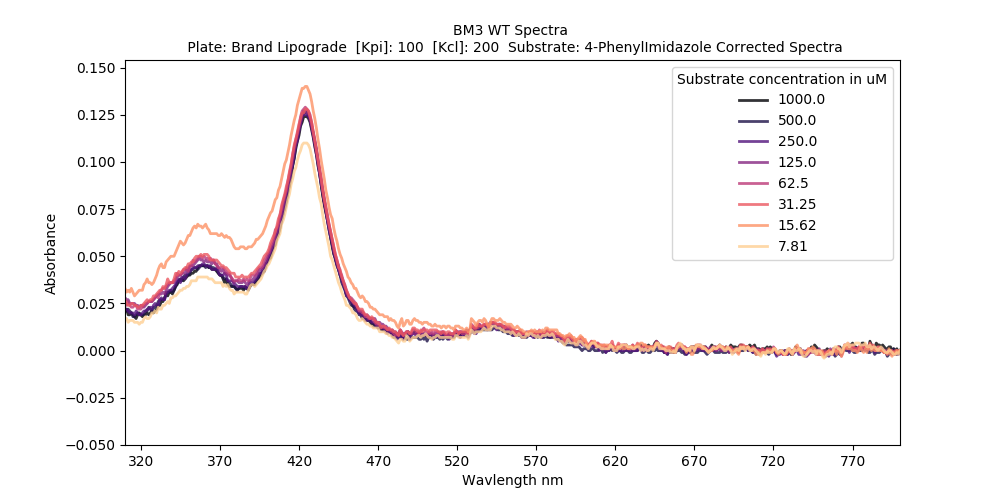 BM3 WT Spectra
Plate: Brand Lipograde  [Kpi]: 100  [Kcl]: 200  Substrate: 4-PhenylImidazole Corrected Spectra
0.150
0.125
0.100
0.075
0.050
0.025
0.000
−0.025
−0.050
Absorbance
Substrate concentration in uM
1000.0
500.0
250.0
125.0
62.5
31.25
15.62
7.81
320 370 420 470 520 570 620 670 720 770
Wavlength nm